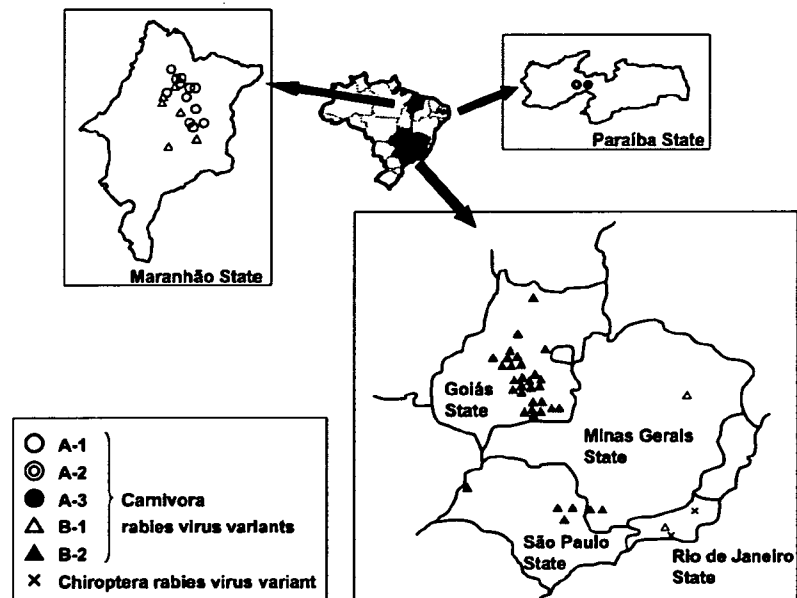 Maranhão State
Paraíba State
Goiás
State
Minas Gerais
State
São Paulo
State
Rio de Janeiro
State
A-1
A-2
A-3
B-1
B-2
Carnivora
rabies virus variants
Chiroptera rabies virus variant